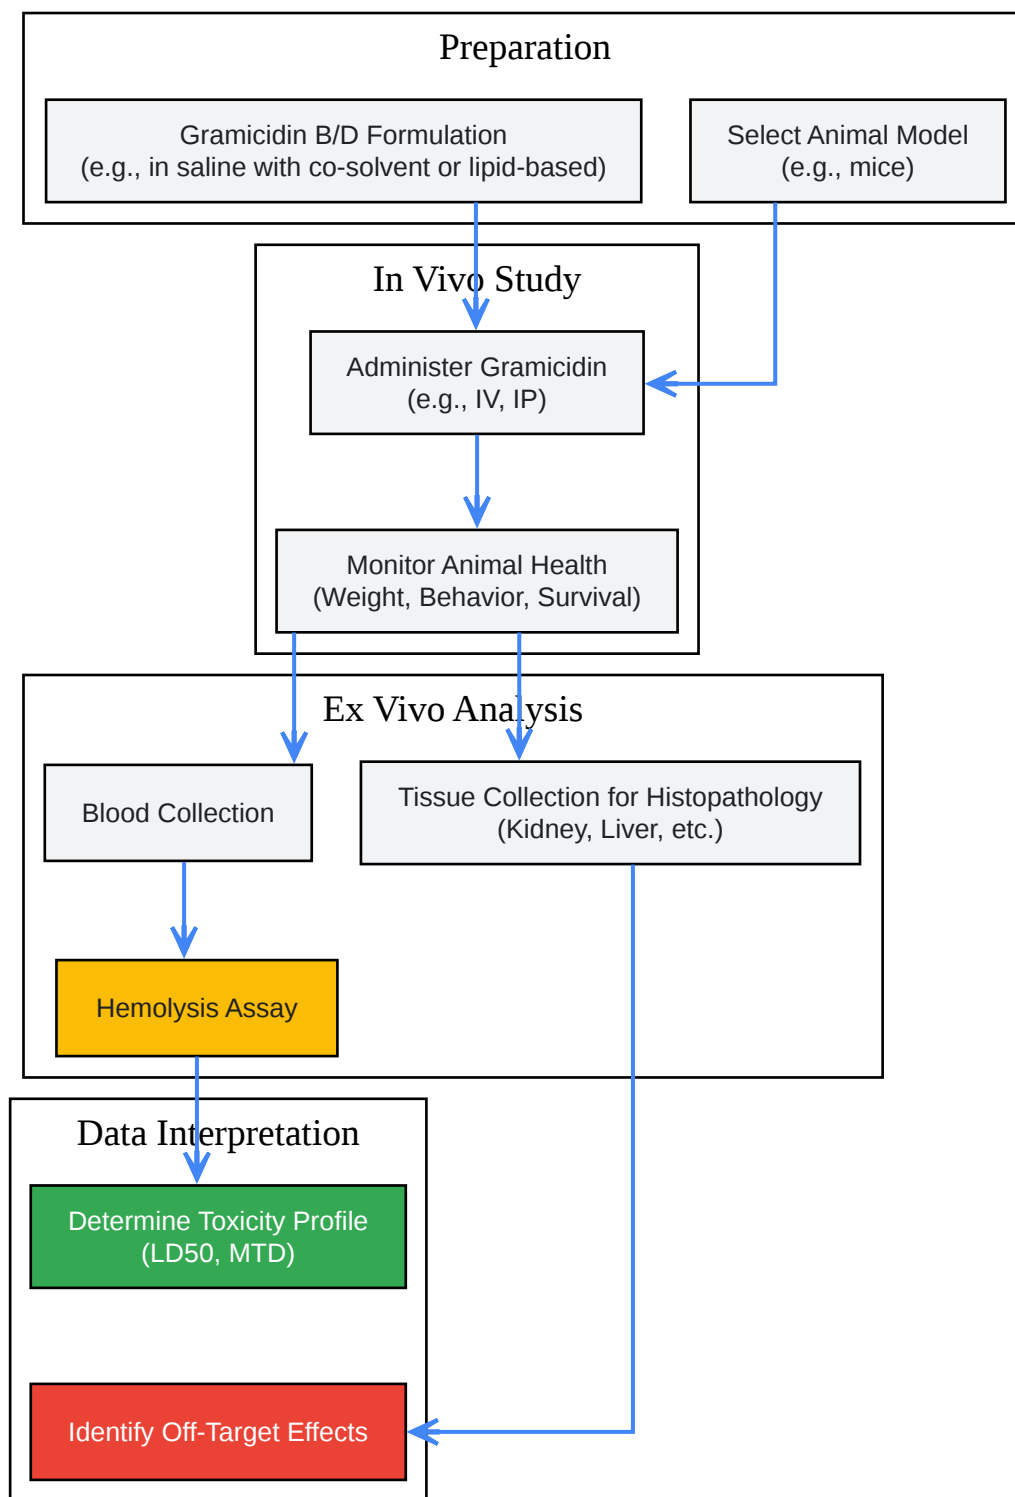 Preparation
Gramicidin B/D Formulation
(e.g., in saline with co-solvent or lipid-based)
Select Animal Model
(e.g., mice)
In Vivo Study
Administer Gramicidin
(e.g., IV, IP)
Monitor Animal Health
(Weight, Behavior, Survival)
Ex Vivo Analysis
Blood Collection
Tissue Collection for Histopathology
(Kidney, Liver, etc.)
Hemolysis Assay
Data Interpretation
Determine Toxicity Profile
(LD50, MTD)
Identify Off-Target Effects